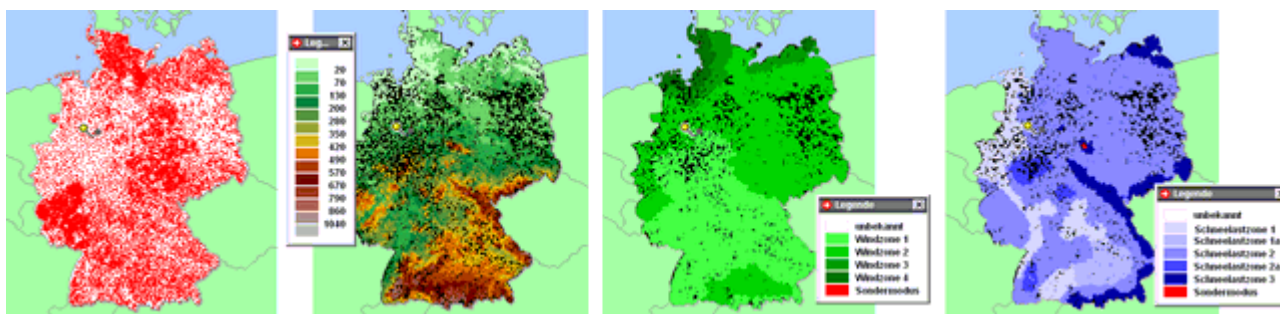 Leg...
20
70
130
200
280
350
420
490
570
670
790
860
1040
Legende
unbekannt
Windzone 1
Windzone 2
Windzone 3
Windzone 4
Sondermodus
Legende
unbekannt
Schneelastzone 1
Schneelastzone 1a
Schneelastzone 2
Schneelastzone 2a
Schneelastzone 3
Sondermodus